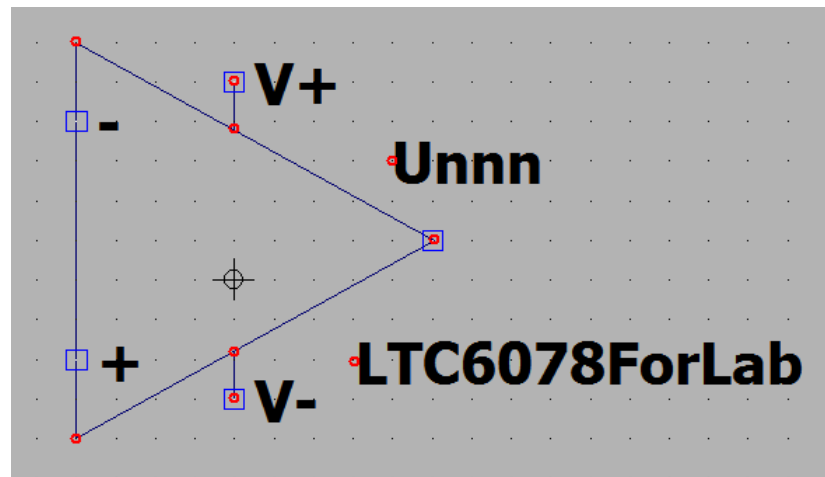 V+
-
Unnn
+
LTC6078ForLab
V-